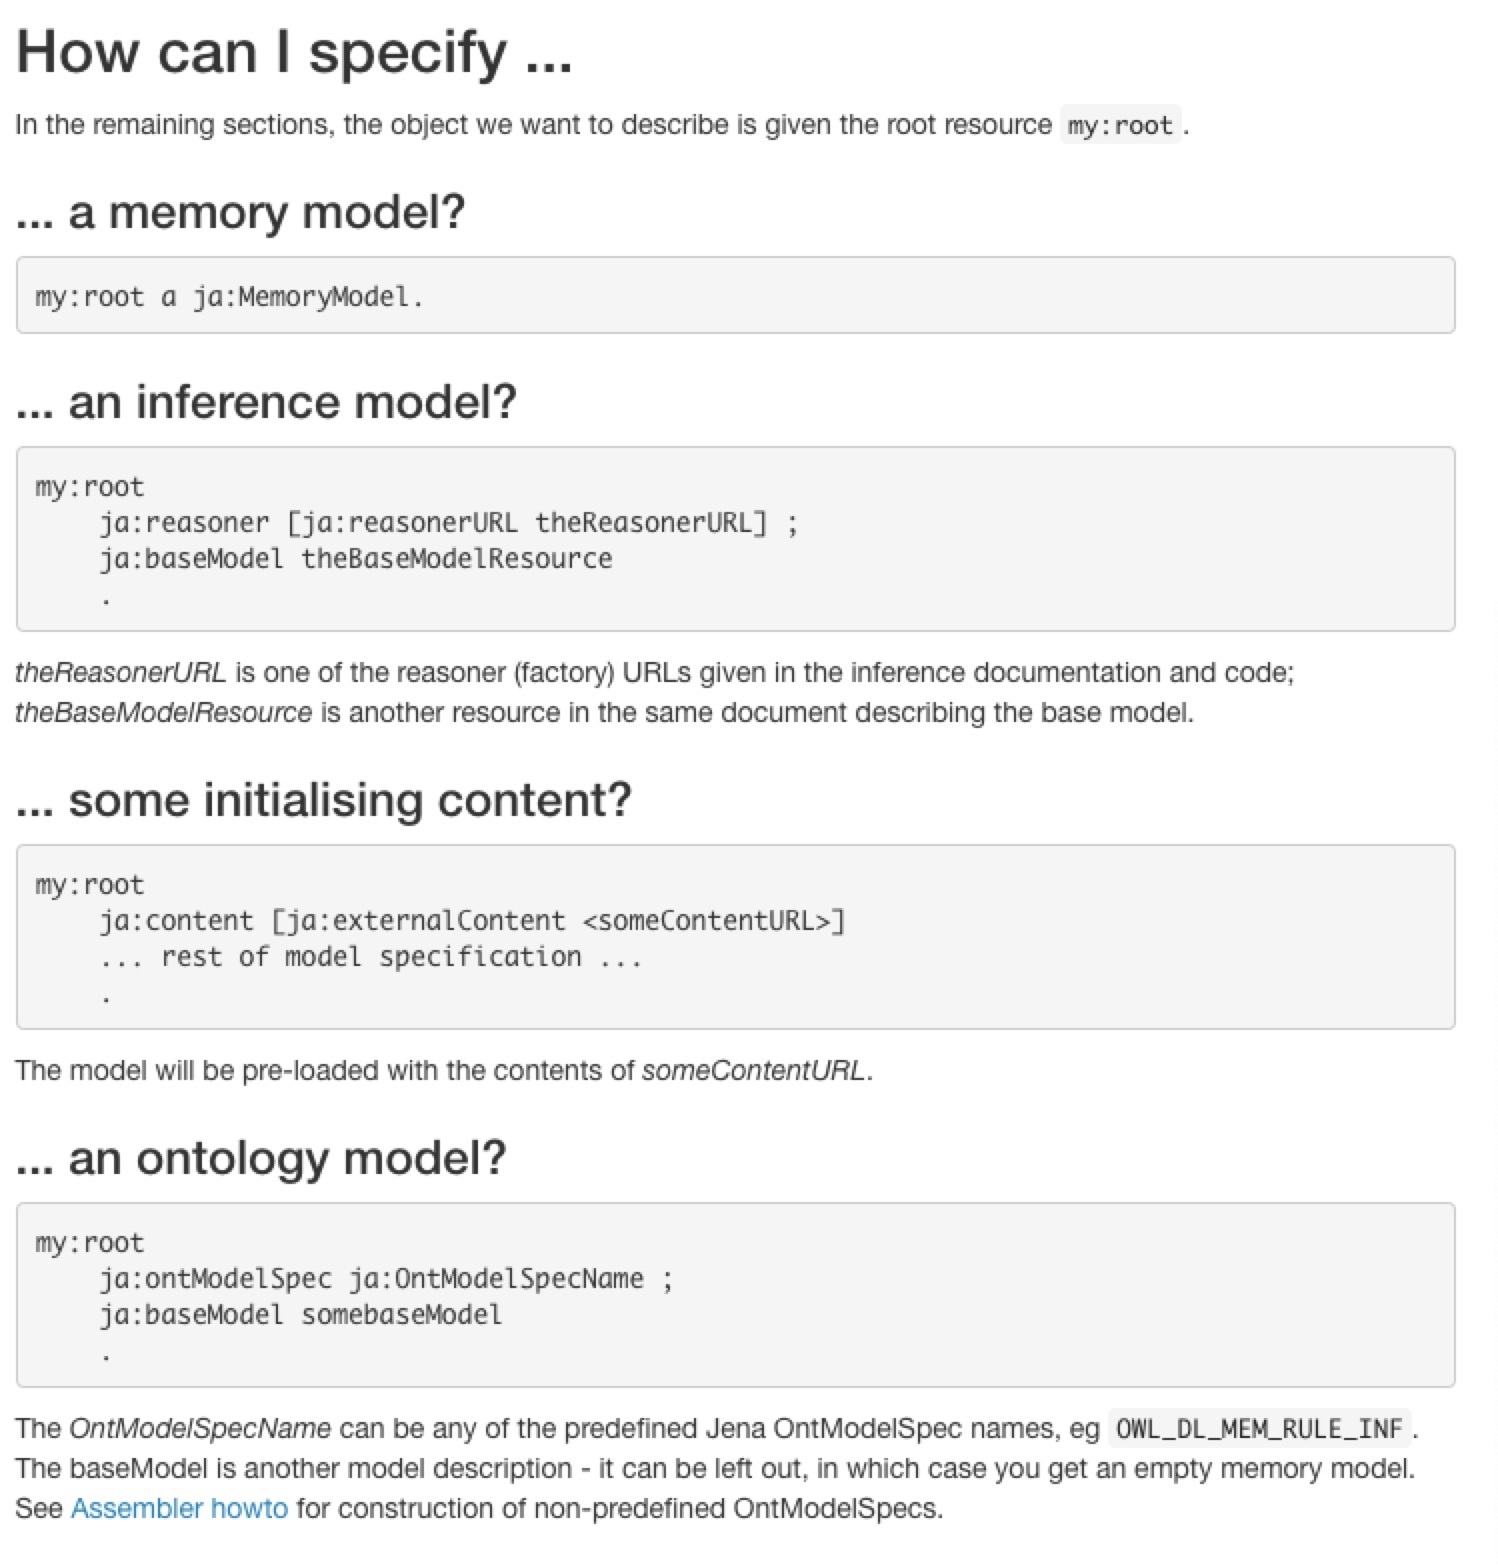 How can I specify ...
In the remaining sections, the object we want to describe is given the root resource my:root.
... a memory model?
my:root a ja:MemoryModel.
... an inference model?
my:root
    ja:reasoner [ja:reasonerURL theReasonerURL] ;
    ja:baseModel theBaseModelResource
    .
theReasonerURL is one of the reasoner (factory) URLs given in the inference documentation and code;
theBaseModelResource is another resource in the same document describing the base model.
... some initialising content?
my:root
    ja:content [ja:externalContent <someContentURL>]
    ... rest of model specification ...
    .
The model will be pre-loaded with the contents of someContentURL.
... an ontology model?
my:root
    ja:ontModelSpec ja:OntModelSpecName ;
    ja:baseModel somebaseModel
    .
The OntModelSpecName can be any of the predefined Jena OntModelSpec names, eg OWL_DL_MEM_RULE_INF.
The baseModel is another model description - it can be left out, in which case you get an empty memory model.
See Assembler howto for construction of non-predefined OntModelSpecs.